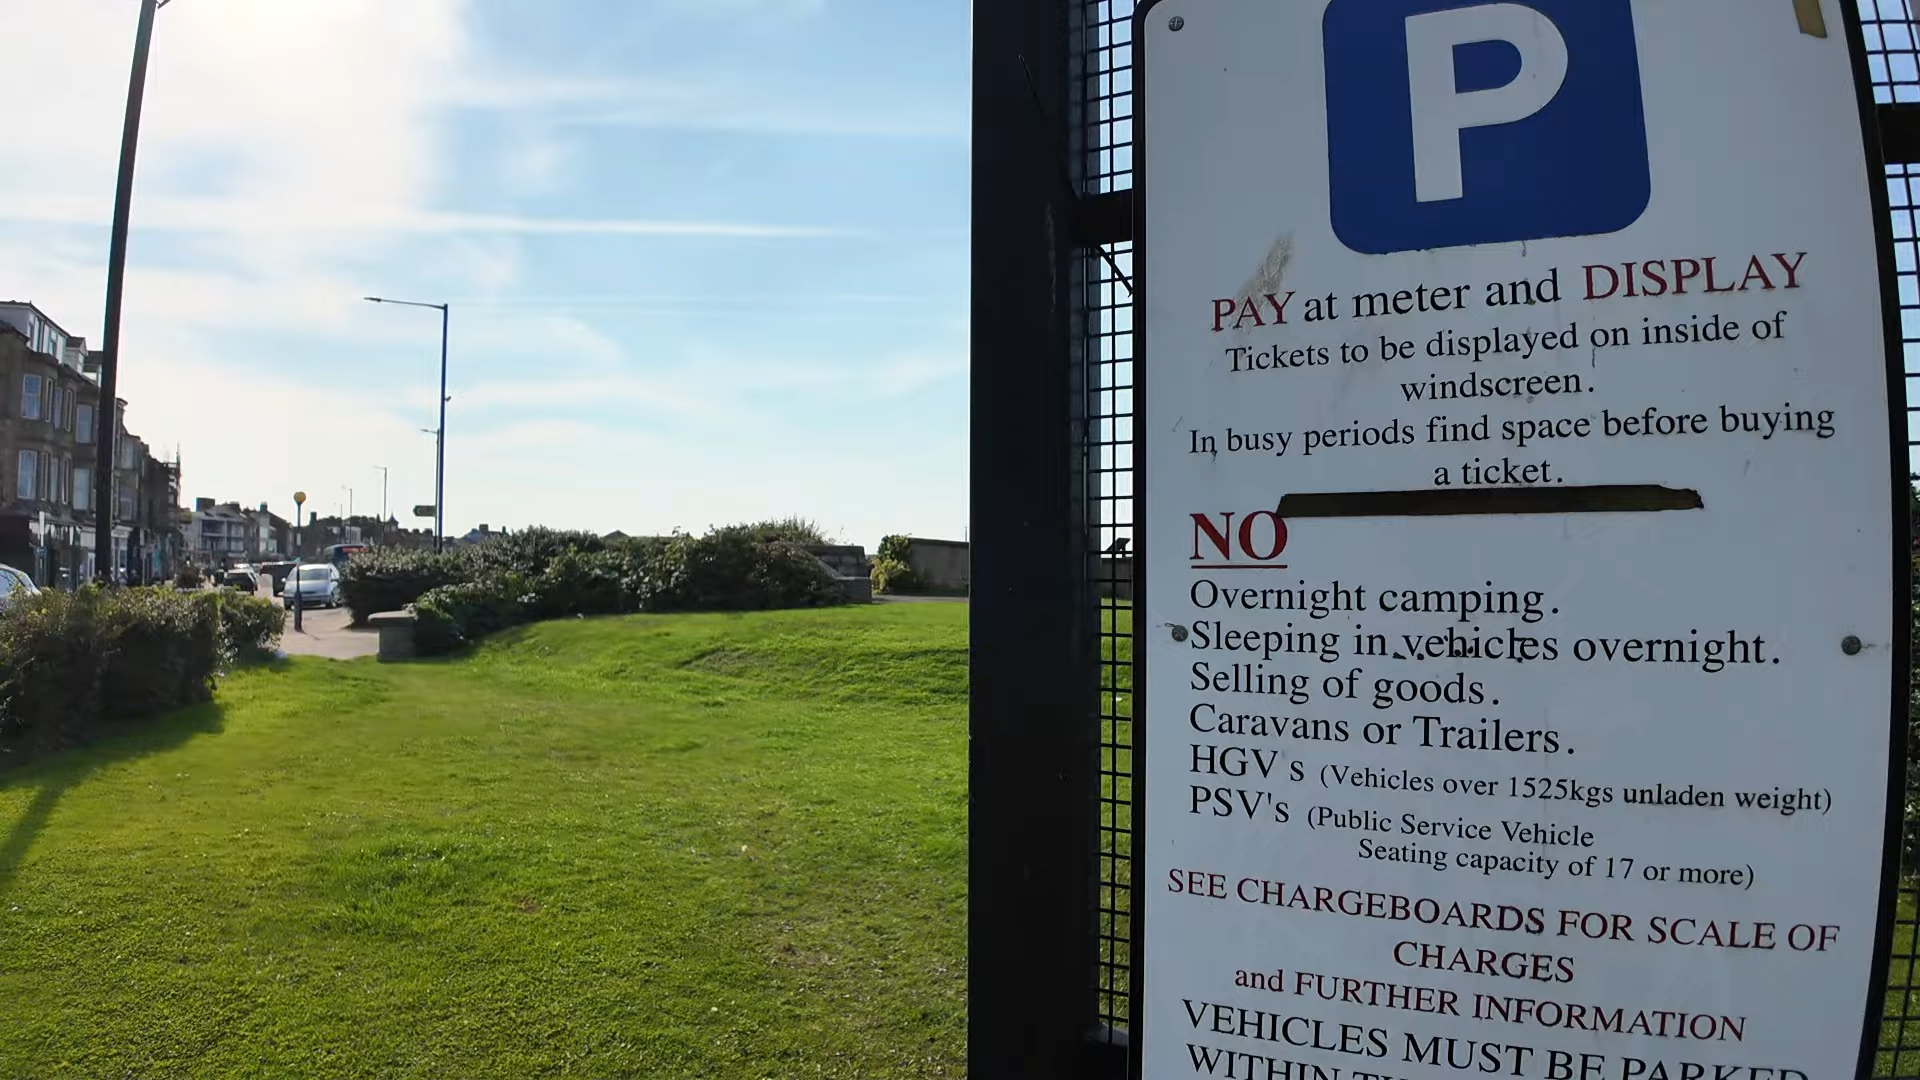 P
PAY at meter and DISPLAY
Tickets to be displayed on inside of
windscreen.
In busy periods find space before buying
a ticket.
NO
Overnight camping.
Sleeping in vehicles overnight.
Selling of goods.
Caravans or Trailers.
HGV's (Vehicles over 1525kgs unladen weight)
PSV's (Public Service Vehicle
Seating capacity of 17 or more)
SEE CHARGEBOARDS FOR SCALE OF
CHARGES
and FURTHER INFORMATION
VEHICLES MUST BE PARKED
WITHIN